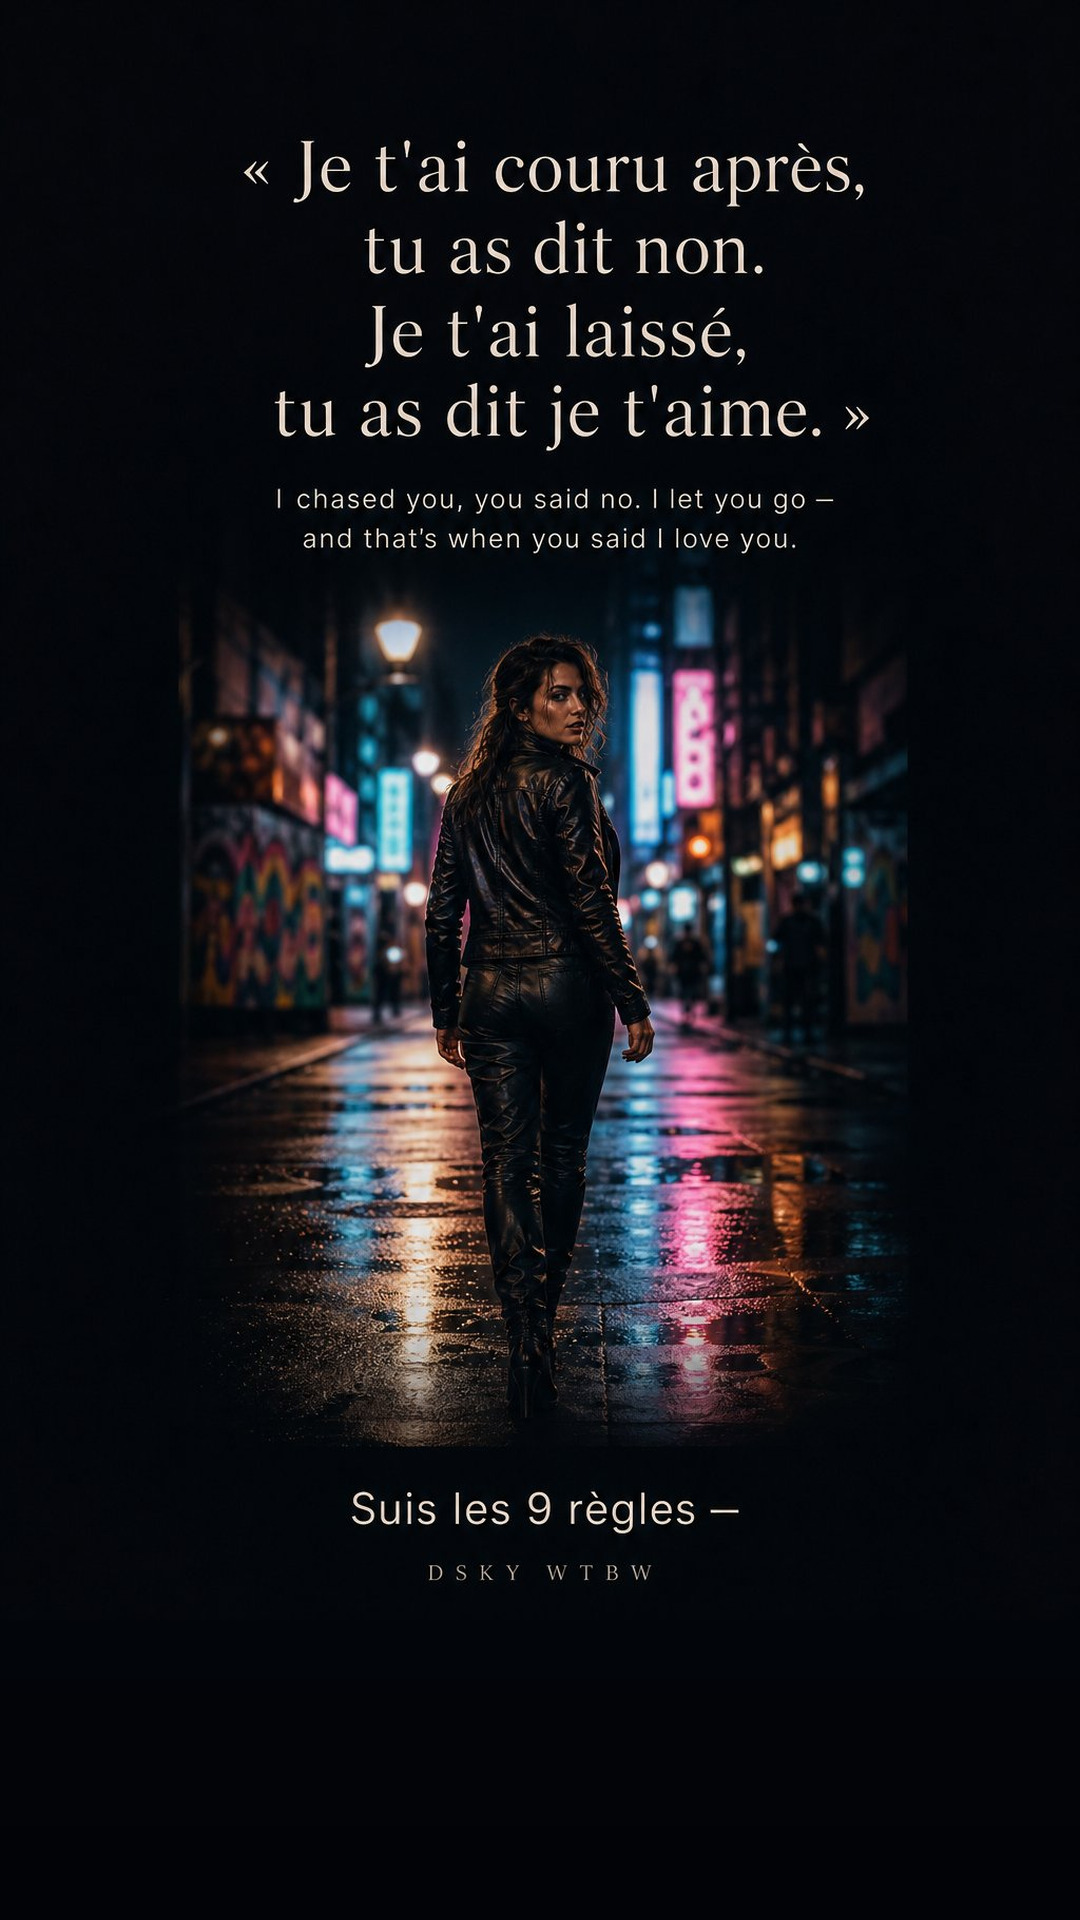 « Je t'ai couru après,
tu as dit non.
Je t'ai laissé,
tu as dit je t'aime. »
I chased you, you said no. I let you go —
and that's when you said I love you.
Suis les 9 règles —
DSKY WTBW